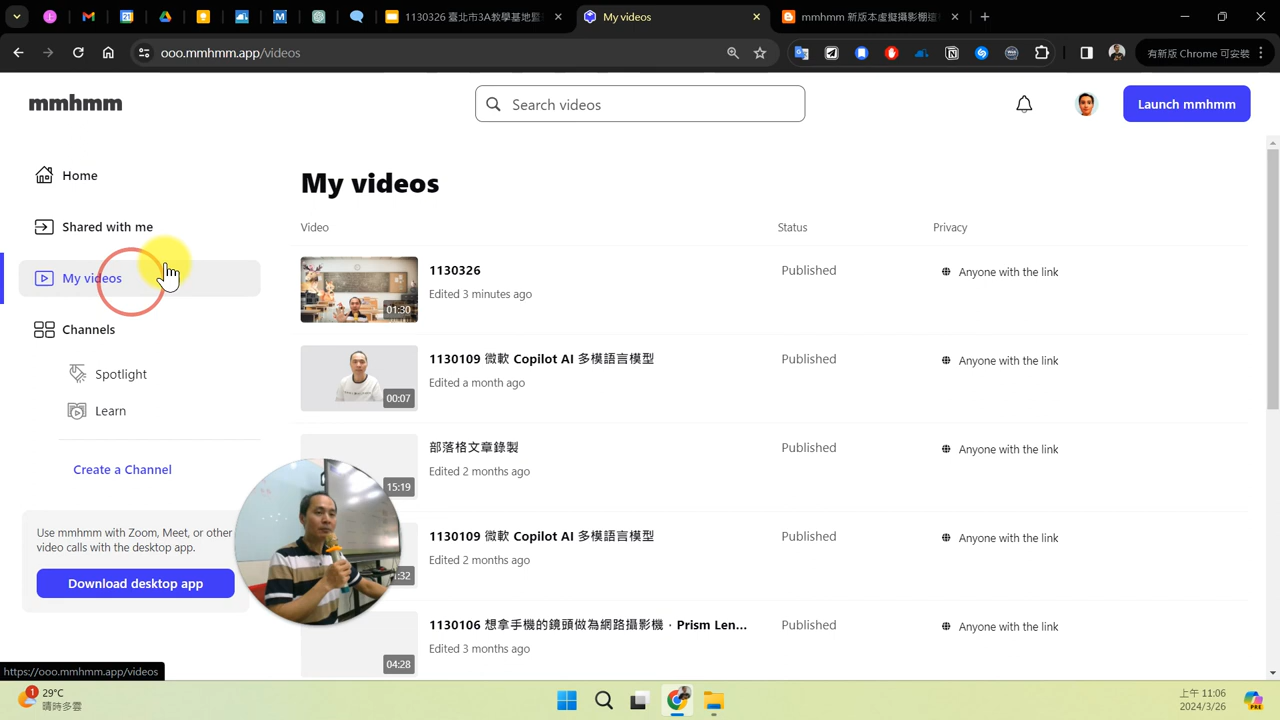 1130326 臺北市3A教學基地暨
My videos
mmhmm 新版本虛擬攝影棚這
ooo.mmhmm.app/videos
有新版 Chrome 可安裝
mmhmm
Search videos
Launch mmhmm
Home
Shared with me
My videos
Channels
Spotlight
Learn
Create a Channel
Use mmhmm with Zoom, Meet, or other
video calls with the desktop app.
Download desktop app
My videos
Video Status Privacy
1130326
Edited 3 minutes ago
01:30
Published
Anyone with the link
1130109 微軟 Copilot AI 多模語言模型
Edited a month ago
00:07
Published
Anyone with the link
部落格文章錄製
Edited 2 months ago
15:19
Published
Anyone with the link
1130109 微軟 Copilot AI 多模語言模型
Edited 2 months ago
:32
Published
Anyone with the link
1130106 想拿手機的鏡頭做為網路攝影機，Prism Len...
Edited 3 months ago
04:28
Published
Anyone with the link
https://ooo.mmhmm.app/videos
1
29°C
晴時多雲
上午 11:06
2024/3/26
PRE